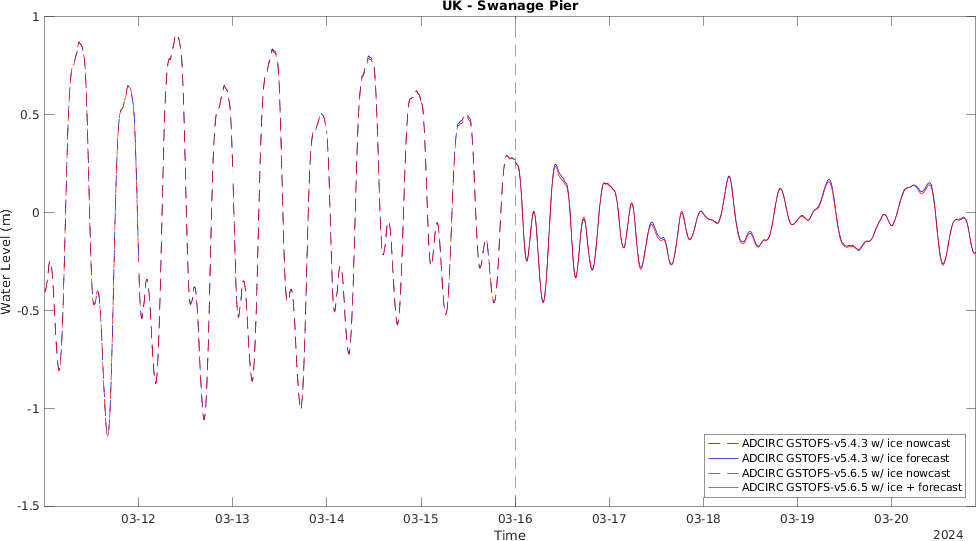 UK - Swanage Pier
Water Level (m)
1
0.5
0
-0.5
-1
-1.5
ADCIRC GSTOFS-v5.4.3 w/ ice nowcast
ADCIRC GSTOFS-v5.4.3 w/ ice forecast
ADCIRC GSTOFS-v5.6.5 w/ ice nowcast
ADCIRC GSTOFS-v5.6.5 w/ ice + forecast
03-12 03-13 03-14 03-15 03-16 03-17 03-18 03-19 03-20
Time
2024